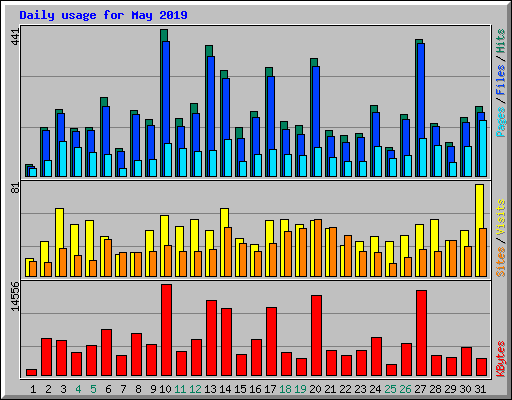 Daily usage for May 2019
441
Pages / Files / Hits
81
Sites / Visits
14556
KBytes
1 2 3 4 5 6 7 8 9 10 11 12 13 14 15 16 17 18 19 20 21 22 23 24 25 26 27 28 29 30 31